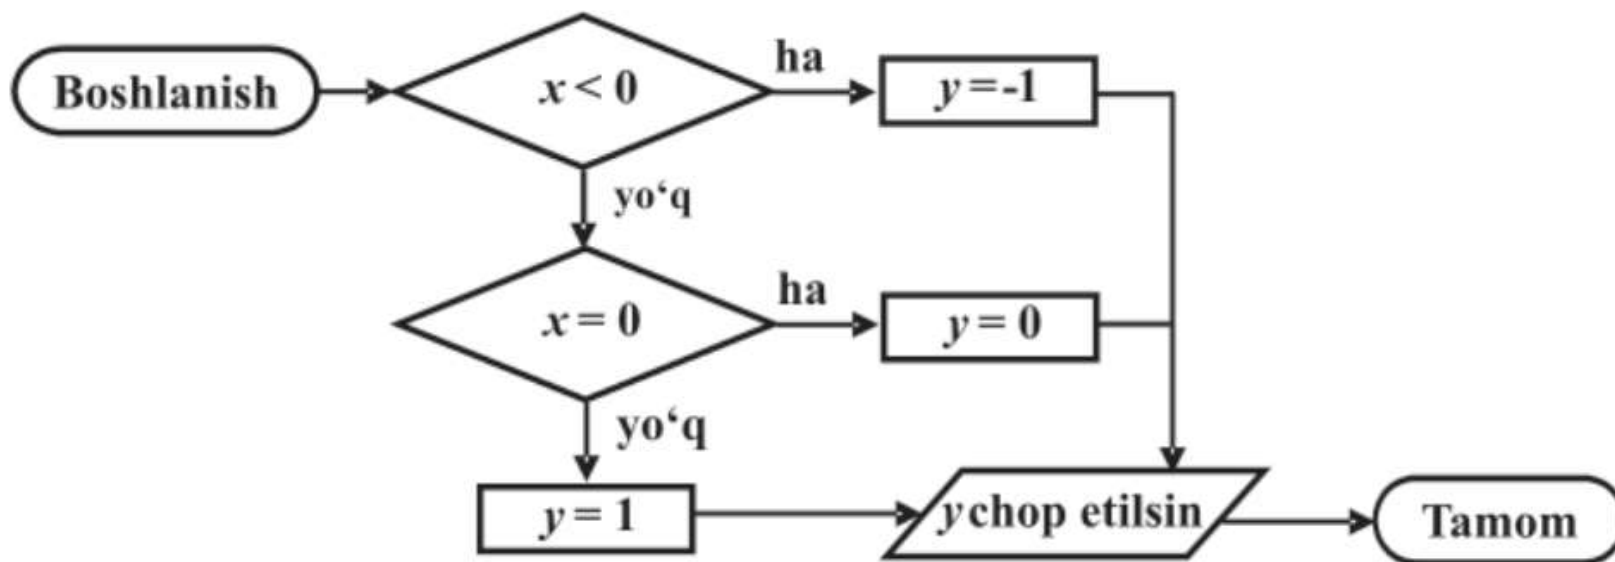 Boshlanish
x < 0
ha
y = -1
yo‘q
x = 0
ha
y = 0
yo‘q
y = 1
y chop etilsin
Tamom